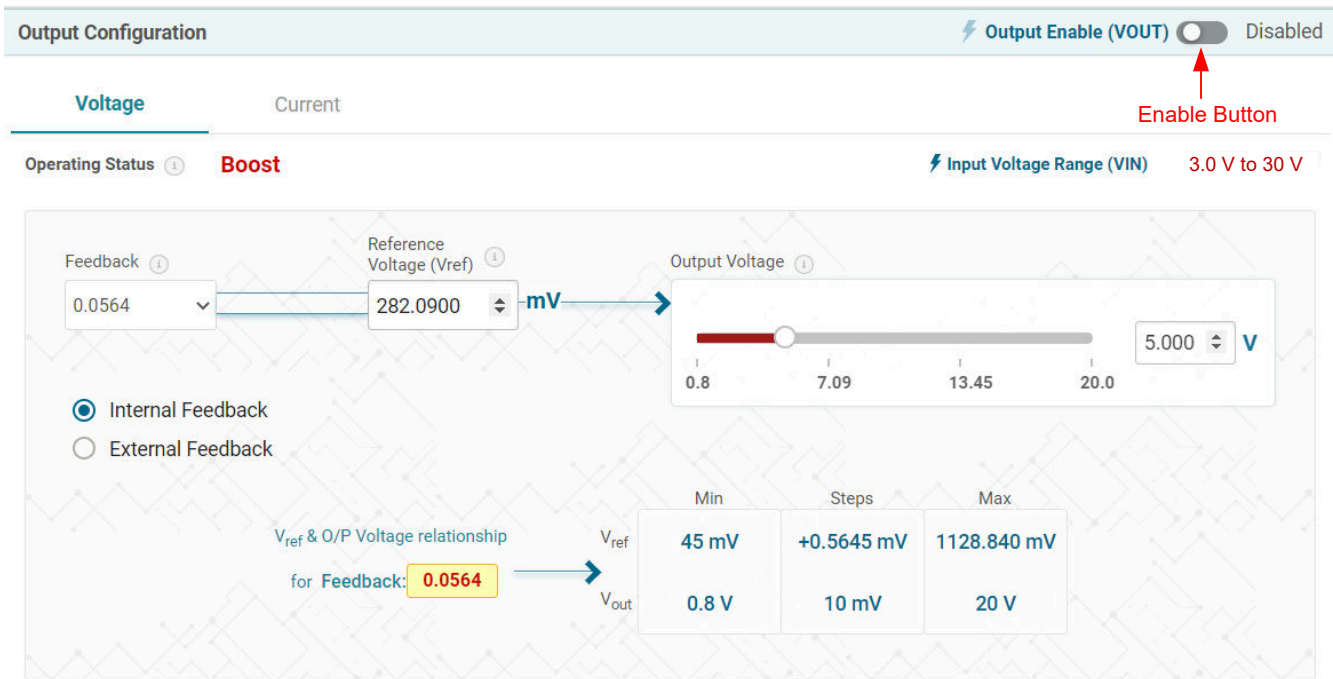 Output Configuration
Output Enable (VOUT) Disabled
Enable Button
Voltage Current
Operating Status i Boost Input Voltage Range (VIN) 3.0 V to 30 V
Feedback i
Reference
Voltage (Vref) i
Output Voltage i
0.0564 282.0900 mV
5.000 V
0.8 7.09 13.45 20.0
Internal Feedback
External Feedback
Min Steps Max
Vref & O/P Voltage relationship
for Feedback: 0.0564
Vref 45 mV +0.5645 mV 1128.840 mV
Vout 0.8 V 10 mV 20 V